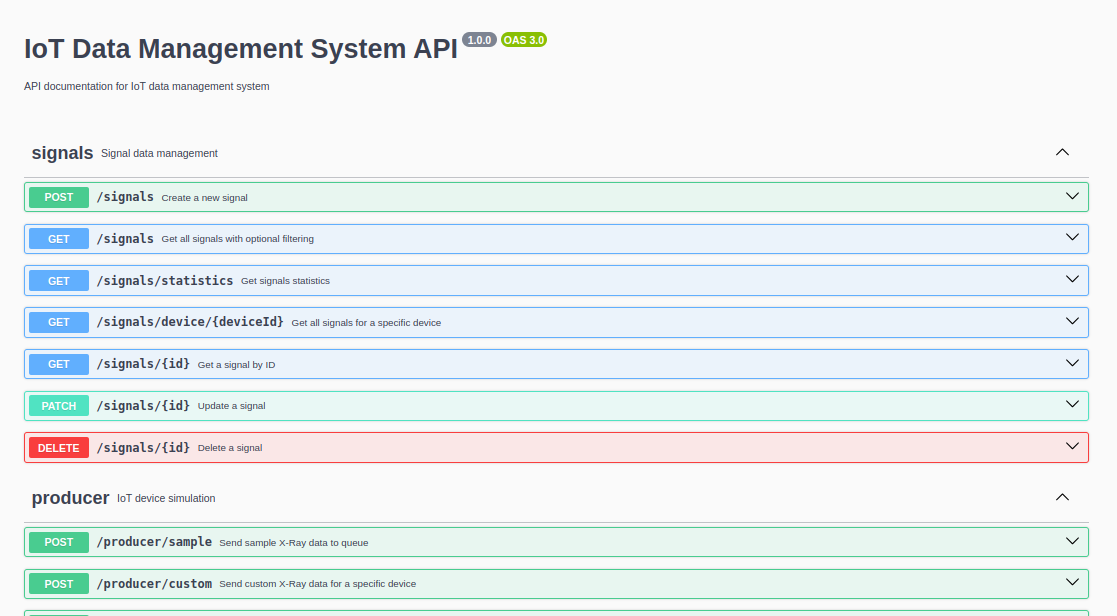 IoT Data Management System API 1.0.0 OAS 3.0
API documentation for IoT data management system
signals Signal data management
POST /signals Create a new signal
GET /signals Get all signals with optional filtering
GET /signals/statistics Get signals statistics
GET /signals/device/{deviceId} Get all signals for a specific device
GET /signals/{id} Get a signal by ID
PATCH /signals/{id} Update a signal
DELETE /signals/{id} Delete a signal
producer IoT device simulation
POST /producer/sample Send sample X-Ray data to queue
POST /producer/custom Send custom X-Ray data for a specific device